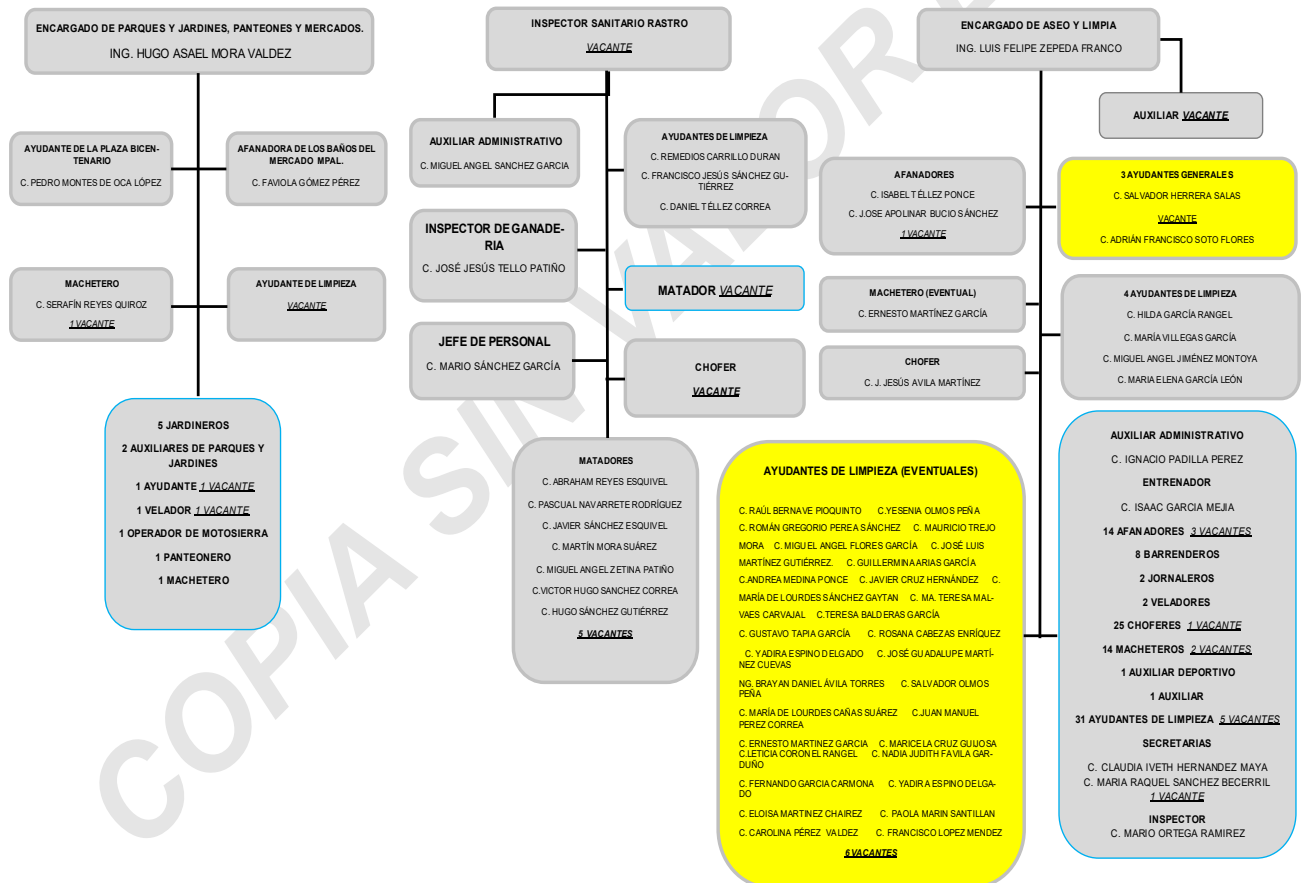 ENCARGADO DE PARQUES Y JARDINES, PANTEONES Y MERCADOS.
ING. HUGO ASAEL MORA VALDEZ
AYUDANTE DE LA PLAZA BICEN-
TENARIO
C. PEDRO MONTES DE OCA LÓPEZ
AFANADORA DE LOS BAÑOS DEL
MERCADO MPAL.
C. FAVIOLA GÓMEZ PÉREZ
MACHETERO
C. SERAFÍN REYES QUIROZ
1 VACANTE
AYUDANTE DE LIMPIEZA
VACANTE
5 JARDINEROS
2 AUXILIARES DE PARQUES Y
JARDINES
1 AYUDANTE 1 VACANTE
1 VELADOR 1 VACANTE
1 OPERADOR DE MOTOSIERRA
1 PANTEONERO
1 MACHETERO
INSPECTOR SANITARIO RASTRO
VACANTE
AUXILIAR ADMINISTRATIVO
C. MIGUEL ANGEL SANCHEZ GARCIA
AYUDANTES DE LIMPIEZA
C. REMEDIOS CARRILLO DURAN
C. FRANCISCO JESÚS SÁNCHEZ GU-
TIÉRREZ
C. DANIEL TÉLLEZ CORREA
INSPECTOR DE GANADE-
RIA
C. JOSÉ JESÚS TELLO PATIÑO
MATADOR VACANTE
JEFE DE PERSONAL
C. MARIO SÁNCHEZ GARCÍA
CHOFER
VACANTE
MATADORES
C. ABRAHAM REYES ESQUIVEL
C. PASCUAL NAVARRETE RODRÍGUEZ
C. JAVIER SÁNCHEZ ESQUIVEL
C. MARTÍN MORA SUÁREZ
C. MIGUEL ANGEL ZETINA PATIÑO
C.VICTOR HUGO SANCHEZ CORREA
C. HUGO SÁNCHEZ GUTIÉRREZ
5 VACANTES
ENCARGADO DE ASEO Y LIMPIA
ING. LUIS FELIPE ZEPEDA FRANCO
AUXILIAR VACANTE
AFANADORES
C. ISABEL TÉLLEZ PONCE
C. J.OSE APOLINAR BUCIO SÁNCHEZ
1 VACANTE
3 AYUDANTES GENERALES
C. SALVADOR HERRERA SALAS
VACANTE
C. ADRIÁN FRANCISCO SOTO FLORES
MACHETERO (EVENTUAL)
C. ERNESTO MARTÍNEZ GARCÍA
4 AYUDANTES DE LIMPIEZA
C. HILDA GARCÍA RANGEL
C. MARÍA VILLEGAS GARCÍA
C. MIGUEL ANGEL JIMÉNEZ MONTOYA
C. MARIA ELENA GARCÍA LEÓN
CHOFER
C. J. JESÚS AVILA MARTÍNEZ
AYUDANTES DE LIMPIEZA (EVENTUALES)
C. RAÚL BERNAVE PIOQUINTO C.YESENIA OLMOS PEÑA
C. ROMÁN GREGORIO PEREA SÁNCHEZ C. MAURICIO TREJO
MORA C. MIGUEL ANGEL FLORES GARCÍA C. JOSÉ LUIS
MARTÍNEZ GUTIÉRREZ. C. GUILLERMINA ARIAS GARCÍA
C.ANDREA MEDINA PONCE C. JAVIER CRUZ HERNÁNDEZ C.
MARÍA DE LOURDES SÁNCHEZ GAYTAN C. MA. TERESA MAL-
VAES CARVAJAL C.TERESA BALDERAS GARCÍA
C. GUSTAVO TAPIA GARCÍA C. ROSANA CABEZAS ENRÍQUEZ
C. YADIRA ESPINO DELGADO C. JOSÉ GUADALUPE MARTÍ-
NEZ CUEVAS
NG. BRAYAN DANIEL ÁVILA TORRES C. SALVADOR OLMOS
PEÑA
C. MARÍA DE LOURDES CAÑAS SUÁREZ C.JUAN MANUEL
PEREZ CORREA
C. ERNESTO MARTINEZ GARCIA C. MARICELA CRUZ GUIJOSA
C.LETICIA CORONEL RANGEL C. NADIA JUDITH FAVILA GAR-
DUÑO
C. FERNANDO GARCIA CARMONA C. YADIRA ESPINO DELGA-
DO
C. ELOISA MARTINEZ CHAIREZ C. PAOLA MARIN SANTILLAN
C. CAROLINA PÉREZ VALDEZ C. FRANCISCO LOPEZ MENDEZ
6 VACANTES
AUXILIAR ADMINISTRATIVO
C. IGNACIO PADILLA PEREZ
ENTRENADOR
C. ISAAC GARCIA MEJIA
14 AFANADORES 3 VACANTES
8 BARRENDEROS
2 JORNALEROS
2 VELADORES
25 CHOFERES 1 VACANTE
14 MACHETEROS 2 VACANTES
1 AUXILIAR DEPORTIVO
1 AUXILIAR
31 AYUDANTES DE LIMPIEZA 5 VACANTES
SECRETARIAS
C. CLAUDIA IVETH HERNANDEZ MAYA
C. MARIA RAQUEL SANCHEZ BECERRIL
1 VACANTE
INSPECTOR
C. MARIO ORTEGA RAMIREZ
COPIA SIN VALOR